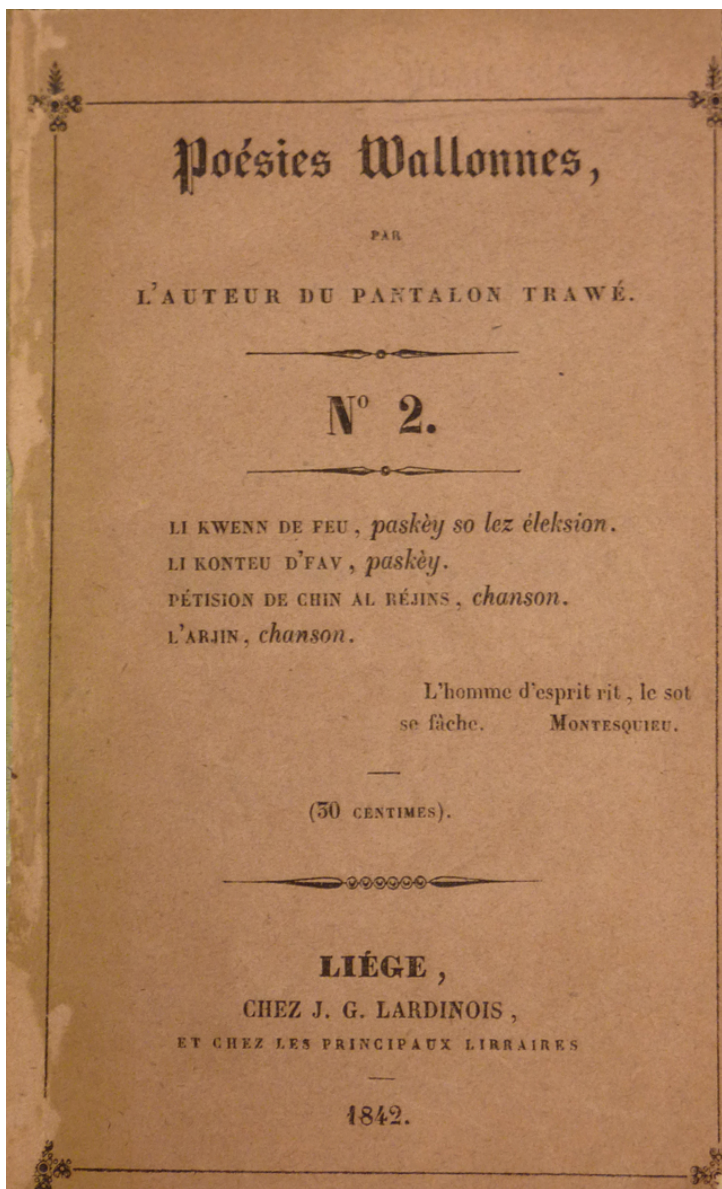 Poésies Wallonnes,
PAR
L'AUTEUR DU PANTALON TRAWÉ.
Nº 2.
LI KWENN DE FEU, paskèy so lez éleksion.
LI KONTEU D'FAV, paskèy.
PÉTISION DE CHIN AL RÉJINS, chanson.
L'ARJIN, chanson.
L'homme d'esprit rit, le sot
se fâche. MONTESQUIEU.
(30 CENTIMES).
LIÉGE,
CHEZ J. G. LARDINOIS,
ET CHEZ LES PRINCIPAUX LIBRAIRES
1842.